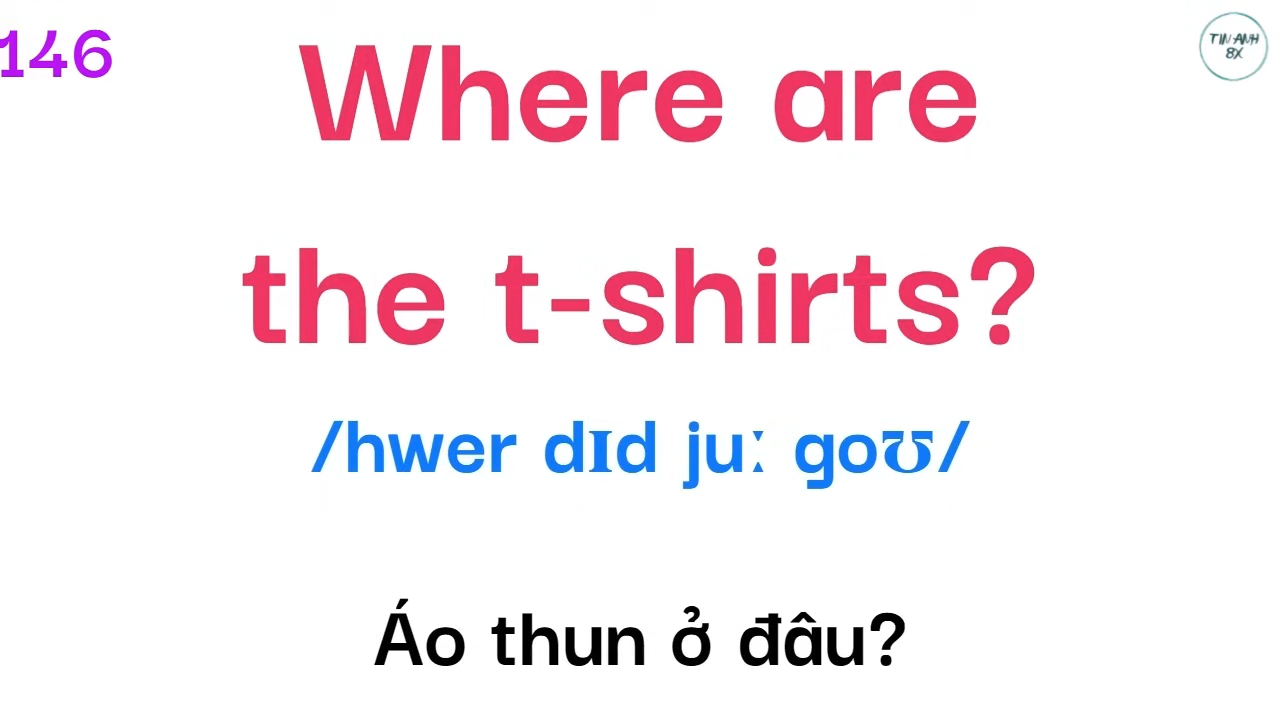 146
TIN ANH
8X
Where are
the t-shirts?
/hwer dɪd juː goʊ/
Áo thun ở đâu?